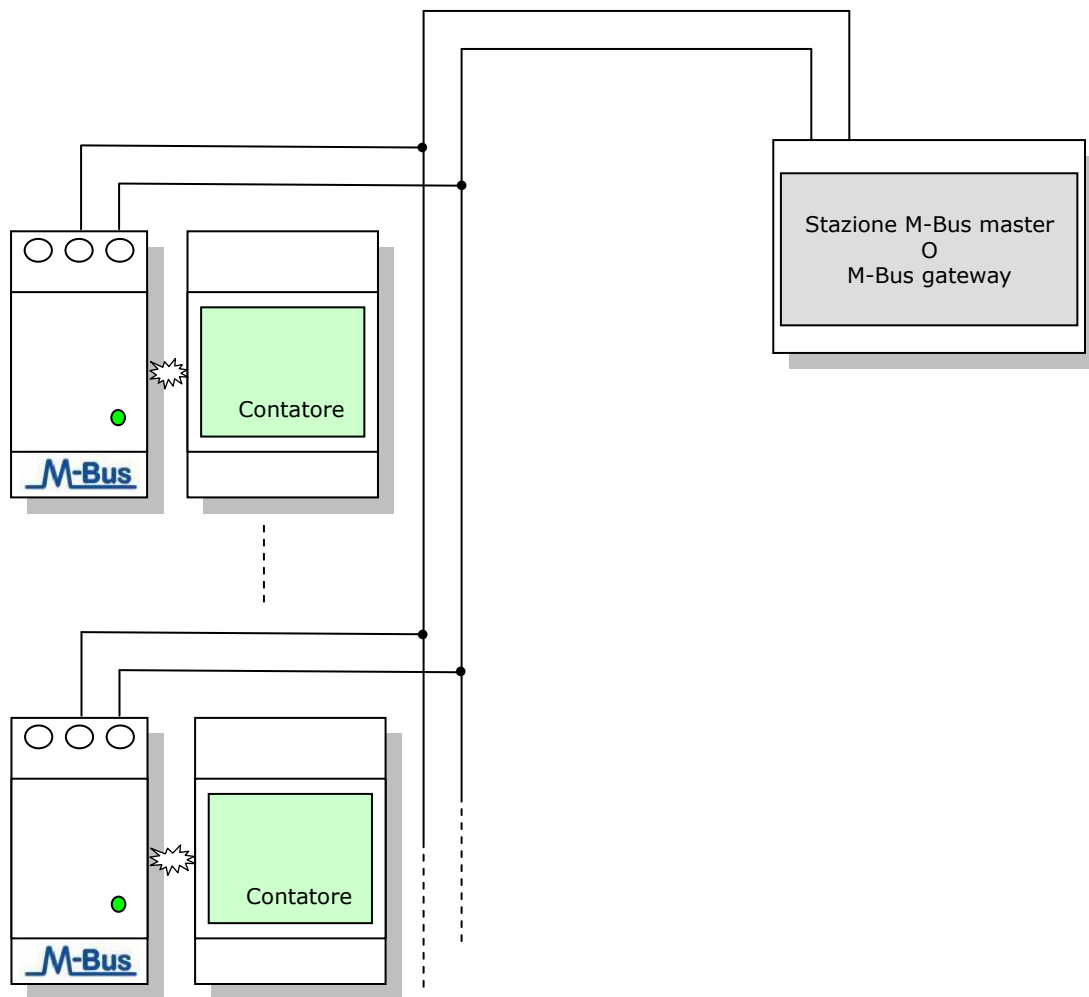 Stazione M-Bus master
O
M-Bus gateway
Contatore
M-Bus
Contatore
M-Bus